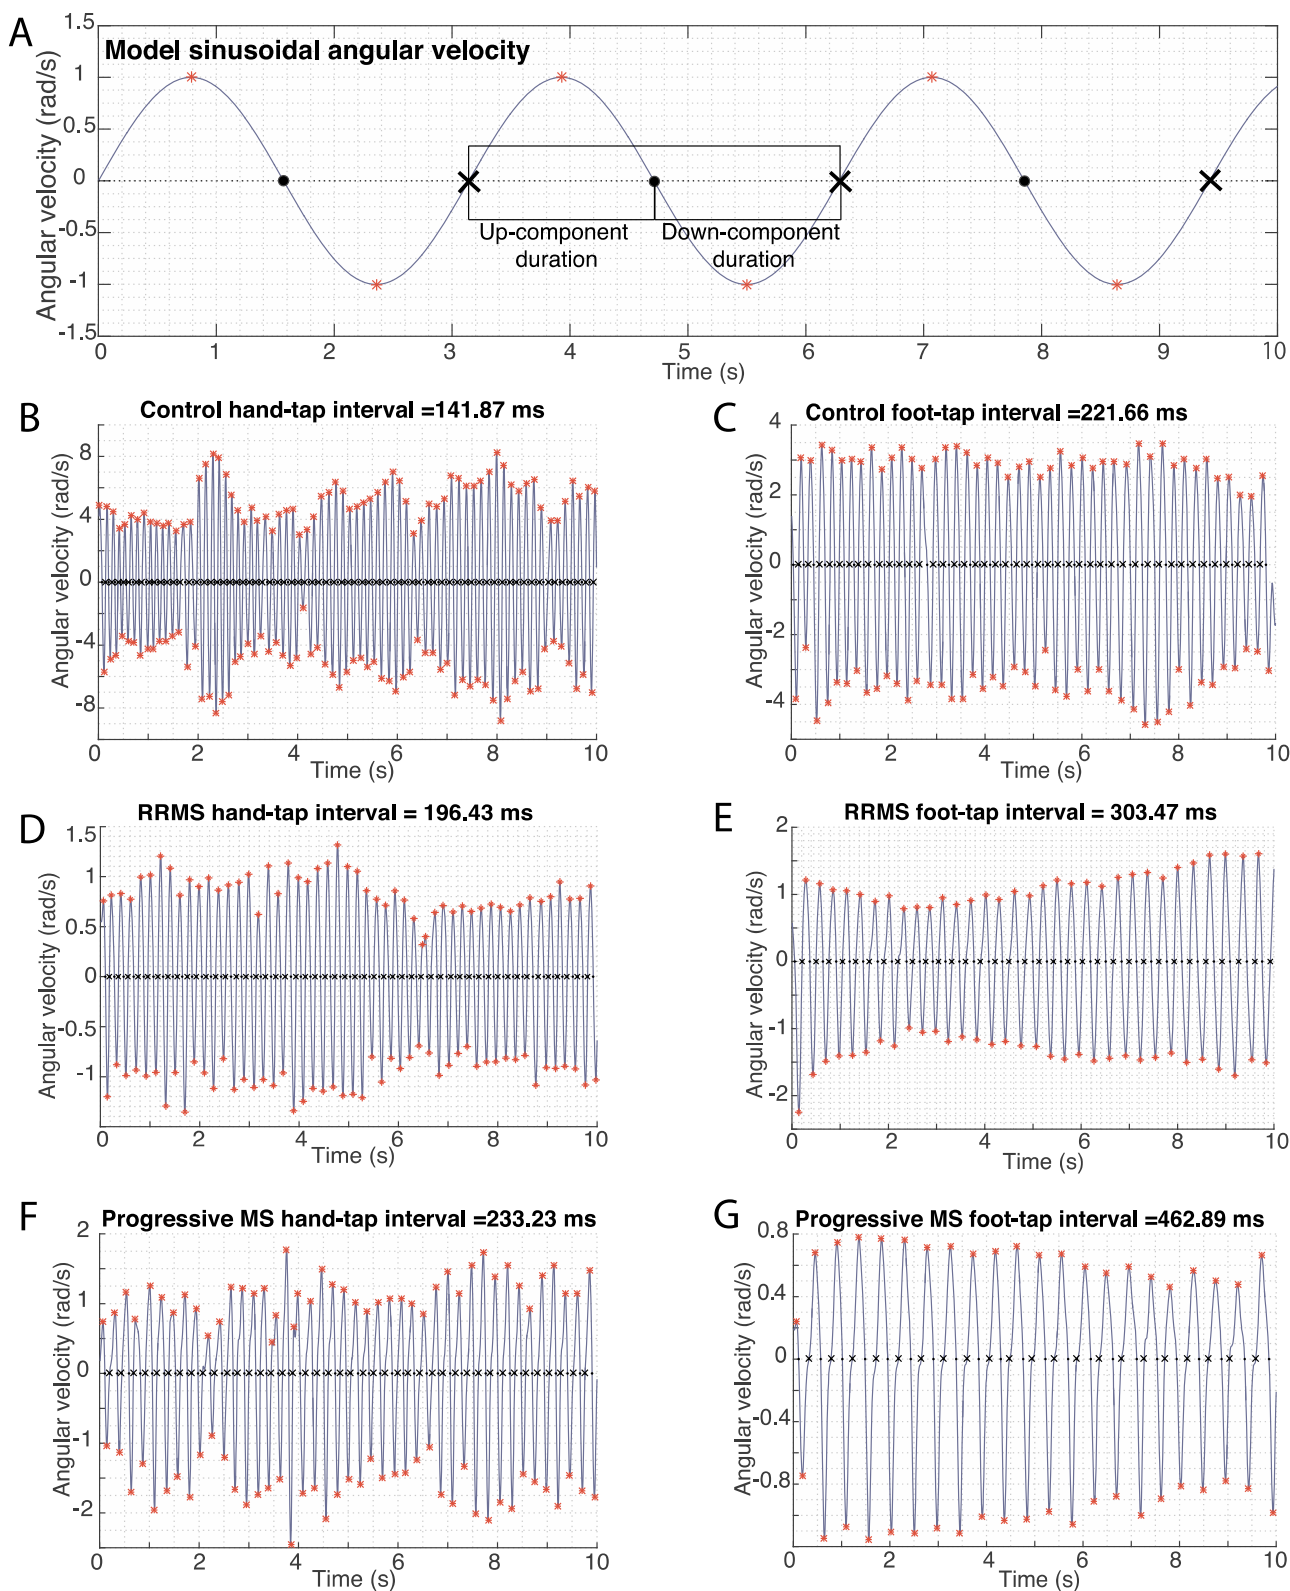 A
Model sinusoidal angular velocity
Angular velocity (rad/s)
1.5
1
0.5
0
-0.5
-1
-1.5
Up-component
duration
Down-component
duration
0 1 2 3 4 5 6 7 8 9 10
Time (s)
B
Control hand-tap interval =141.87 ms
Angular velocity (rad/s)
8
4
0
-4
-8
0 2 4 6 8 10
Time (s)
C
Control foot-tap interval =221.66 ms
Angular velocity (rad/s)
4
2
0
-2
-4
0 2 4 6 8 10
Time (s)
D
RRMS hand-tap interval = 196.43 ms
Angular velocity (rad/s)
1.5
1
0.5
0
-0.5
-1
0 2 4 6 8 10
Time (s)
E
RRMS foot-tap interval = 303.47 ms
Angular velocity (rad/s)
2
1
0
-1
-2
0 2 4 6 8 10
Time (s)
F
Progressive MS hand-tap interval =233.23 ms
Angular velocity (rad/s)
2
1
0
-1
-2
0 2 4 6 8 10
Time (s)
G
Progressive MS foot-tap interval =462.89 ms
Angular velocity (rad/s)
0.8
0.4
0
-0.4
-0.8
0 2 4 6 8 10
Time (s)